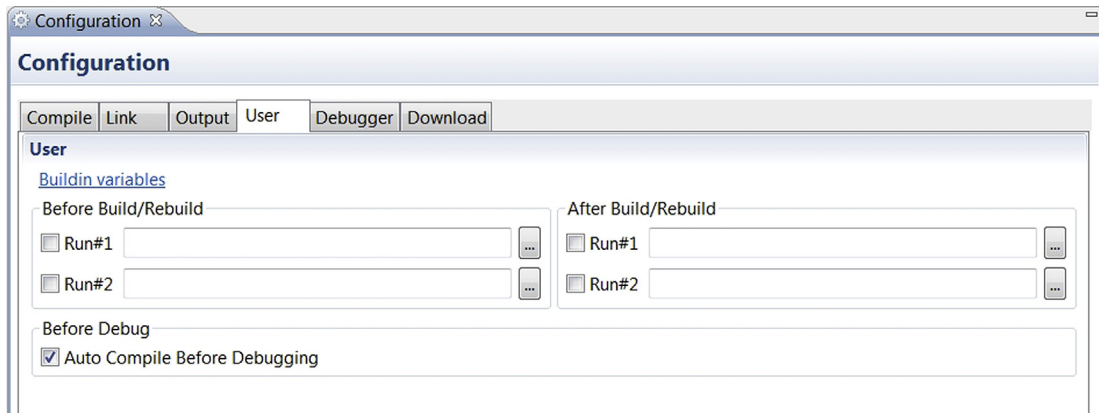 Configuration
Configuration
Compile Link Output User Debugger Download
User
Buildin variables
Before Build/Rebuild After Build/Rebuild
Run#1 ... Run#1 ...
Run#2 ... Run#2 ...
Before Debug
Auto Compile Before Debugging